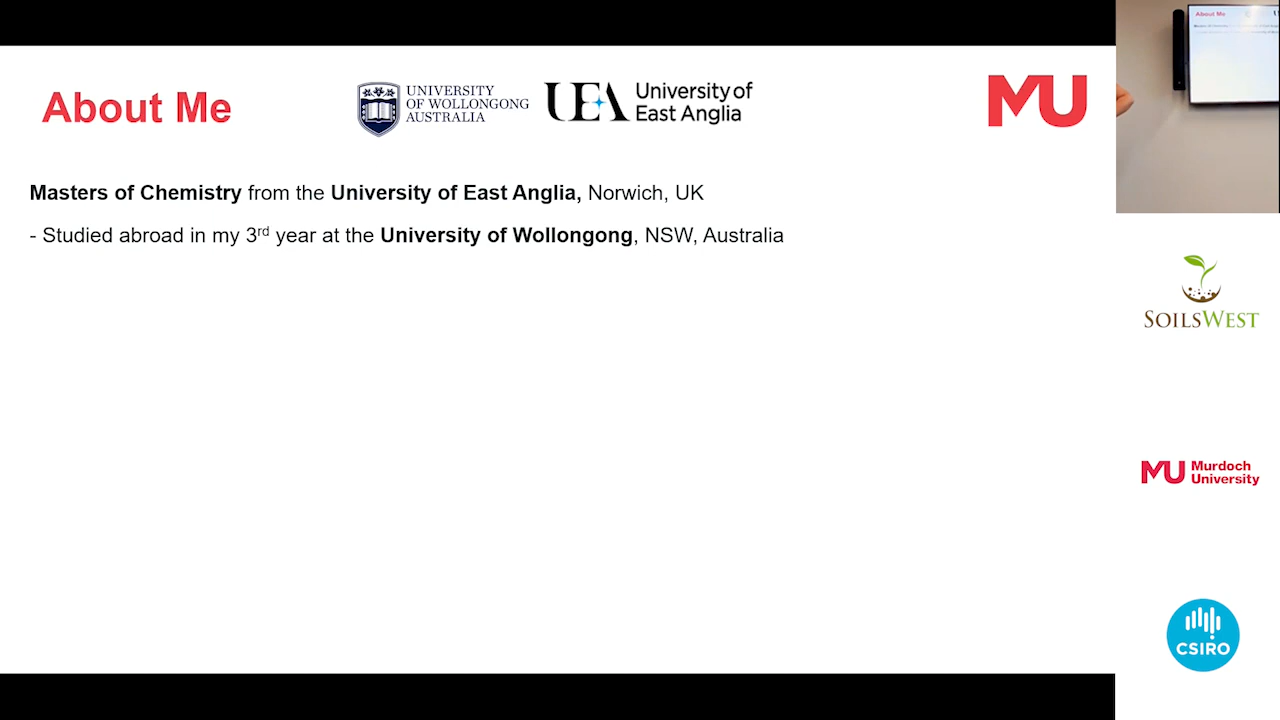 About Me
UNIVERSITY
OF WOLLONGONG
AUSTRALIA
UEA
University of
East Anglia
MU
Masters of Chemistry from the University of East Anglia, Norwich, UK
- Studied abroad in my 3rd year at the University of Wollongong, NSW, Australia
About Me
SOILSWEST
MU
Murdoch
University
CSIRO